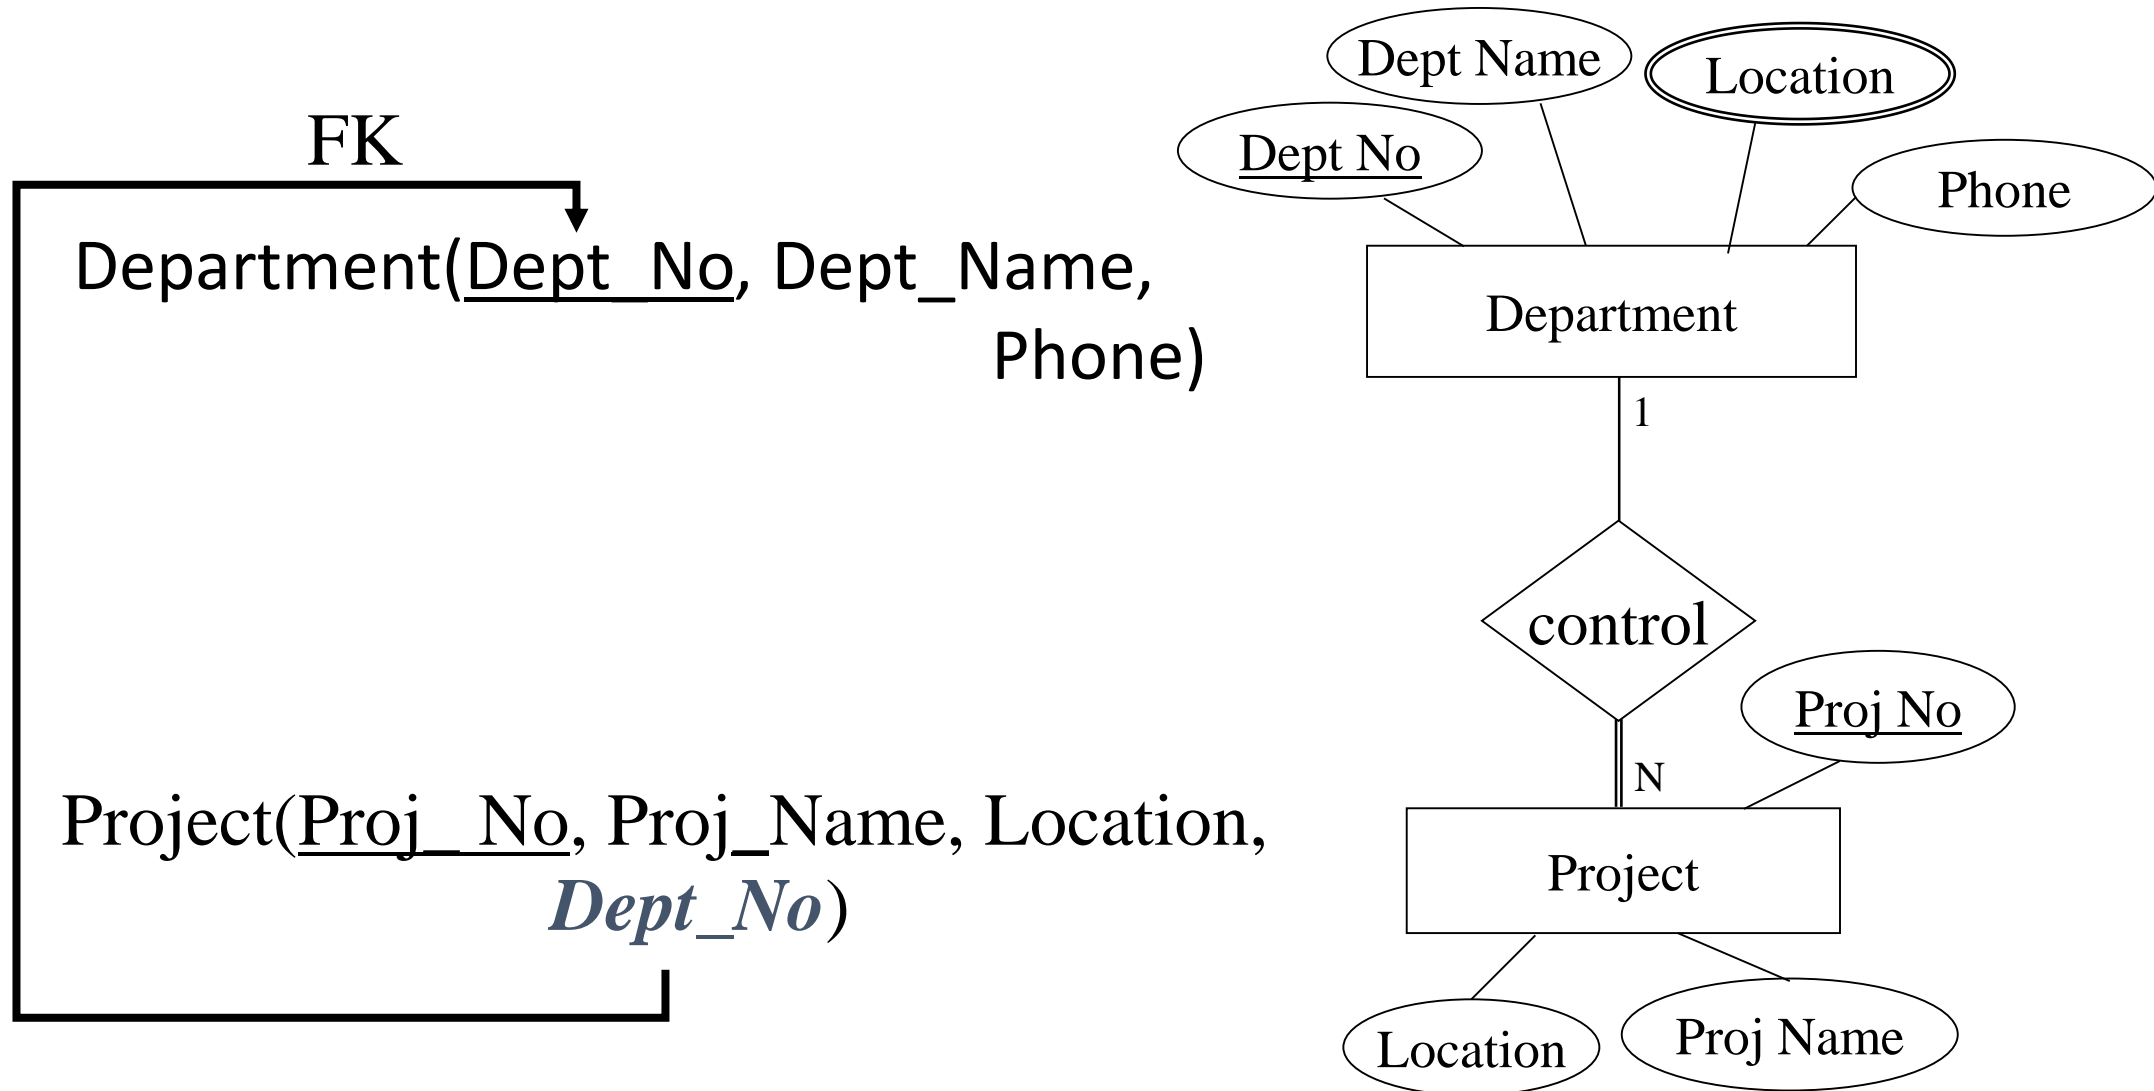 FK
Department(Dept_No, Dept_Name,
Phone)
Project(Proj_ No, Proj_Name, Location,
Dept_No)
Dept Name
Location
Dept No
Phone
Department
1
control
Proj No
N
Project
Location
Proj Name